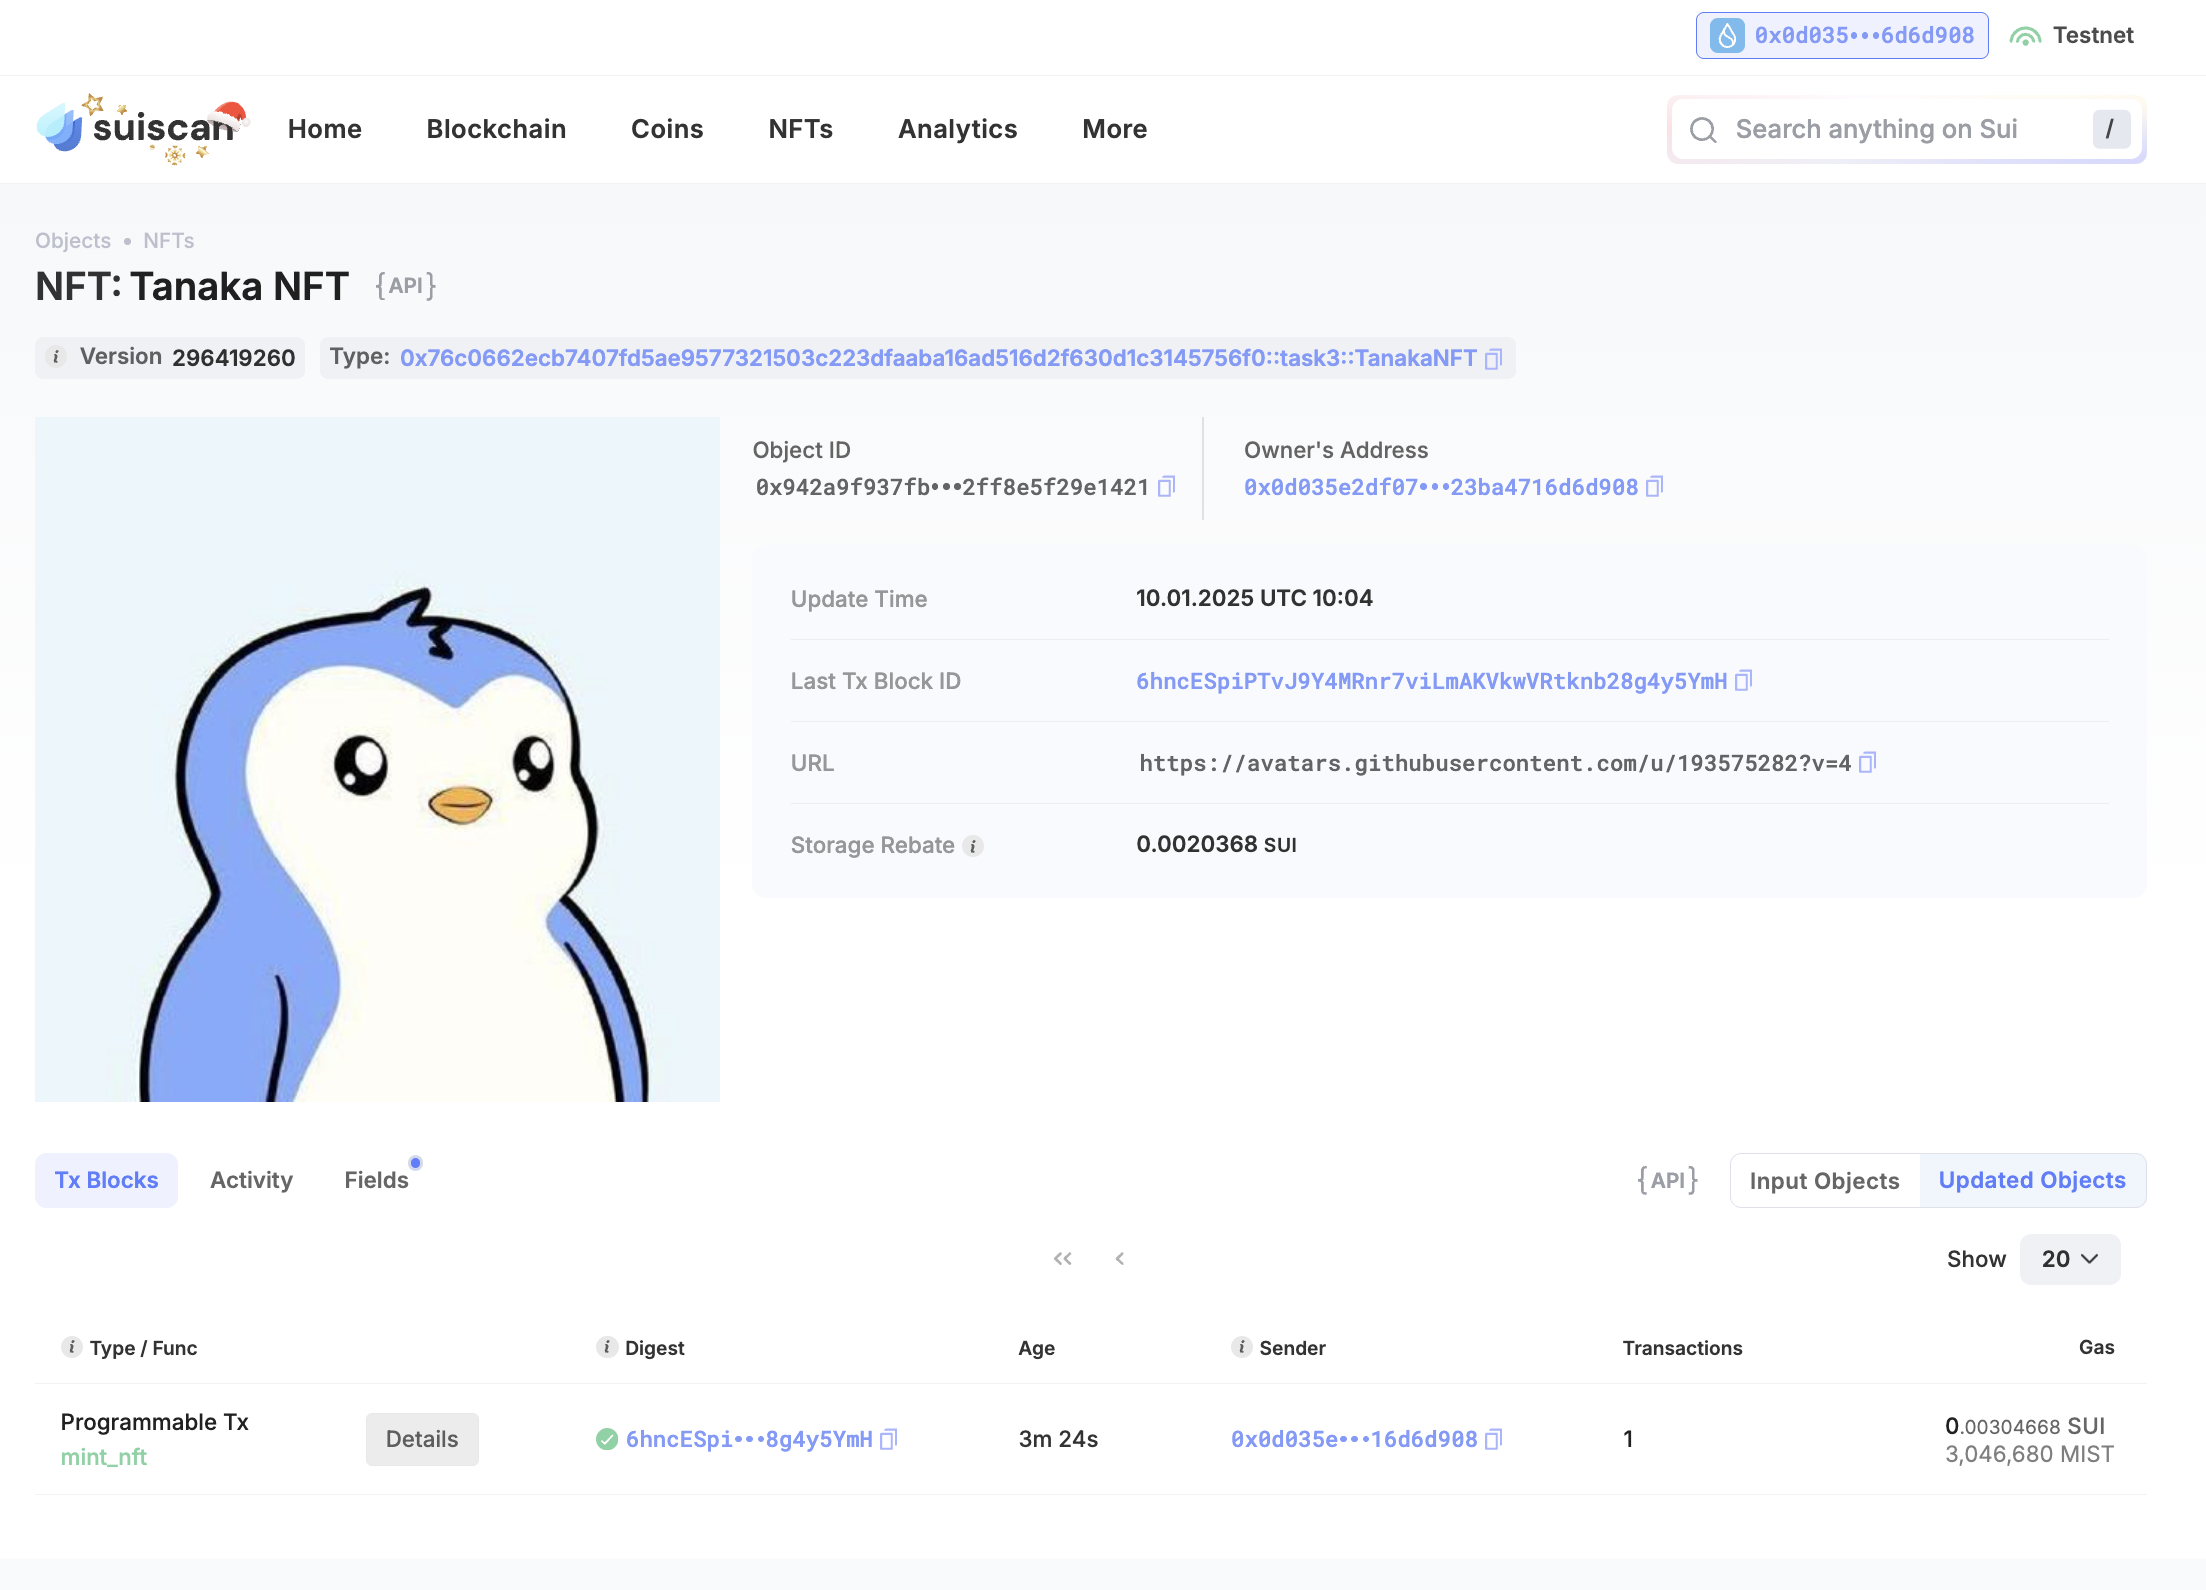 0x0d035•••6d6d908 Testnet
suiscan Home Blockchain Coins NFTs Analytics More Search anything on Sui /
Objects • NFTs
NFT: Tanaka NFT {API}
i Version 296419260 Type: 0x76c0662ecb7407fd5ae9577321503c223dfaaba16ad516d2f630d1c3145756f0::task3::TanakaNFT
Object ID Owner's Address
0x942a9f937fb•••2ff8e5f29e1421 0x0d035e2df07•••23ba4716d6d908
Update Time 10.01.2025 UTC 10:04
Last Tx Block ID 6hncESpiPTvJ9Y4MRnr7viLmAKVkwVRtknb28g4y5YmH
URL https://avatars.githubusercontent.com/u/193575282?v=4
Storage Rebate i 0.0020368 SUI
Tx Blocks Activity Fields {API} Input Objects Updated Objects
Show 20
i Type / Func i Digest Age i Sender Transactions Gas
Programmable Tx Details 6hncESpi•••8g4y5YmH 3m 24s 0x0d035e•••16d6d908 1 0.00304668 SUI
mint_nft 3,046,680 MIST